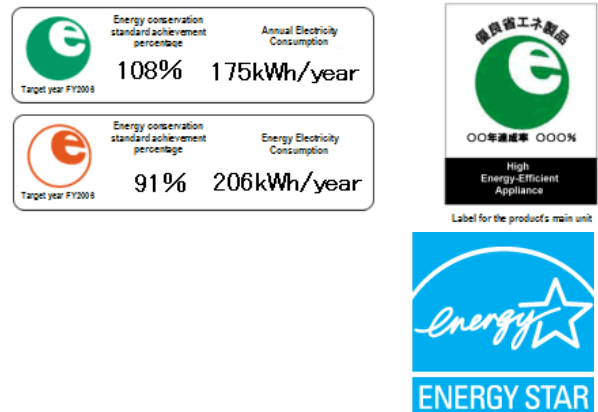 Energy conservation
standard achievement
percentage
Annual Electricity
Consumption
108%
175kWh/year
Target year FY2006
Energy conservation
standard achievement
percentage
Energy Electricity
Consumption
91%
206kWh/year
Target year FY2006
優良省エネ製品
e
○○年達成率 ○○○%
High
Energy-Efficient
Appliance
Label for the product's main unit
energy
ENERGY STAR